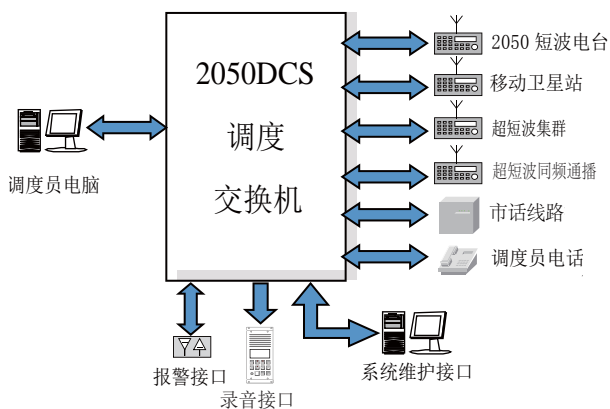 2050DCS
调度
交换机
调度员电脑
2050 短波电台
移动卫星站
超短波集群
超短波同频通播
市话线路
调度员电话
报警接口
录音接口
系统维护接口